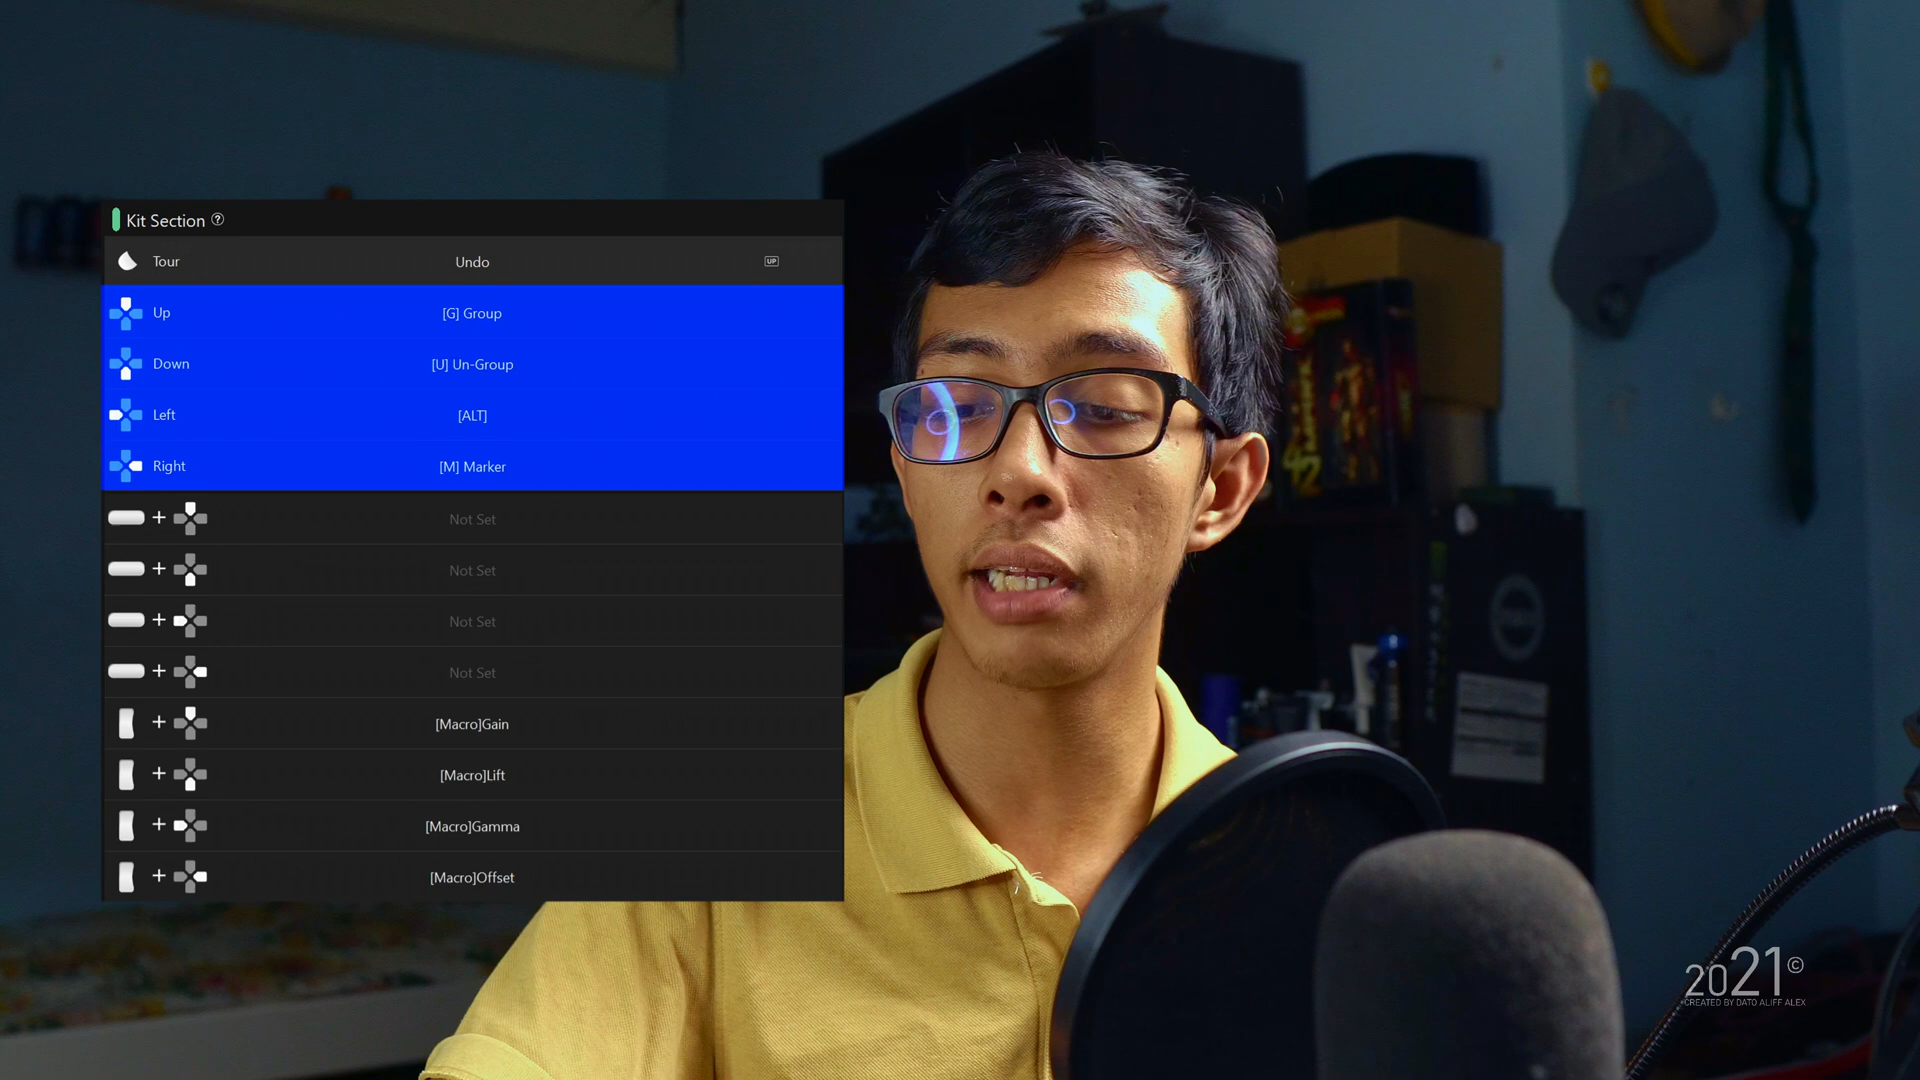 Kit Section ?
Tour Undo UP
Up [G] Group
Down [U] Un-Group
Left [ALT]
Right [M] Marker
+ Not Set
+ Not Set
+ Not Set
+ Not Set
+ [Macro]Gain
+ [Macro]Lift
+ [Macro]Gamma
+ [Macro]Offset
2021©
CREATED BY DATO ALIFF ALEX